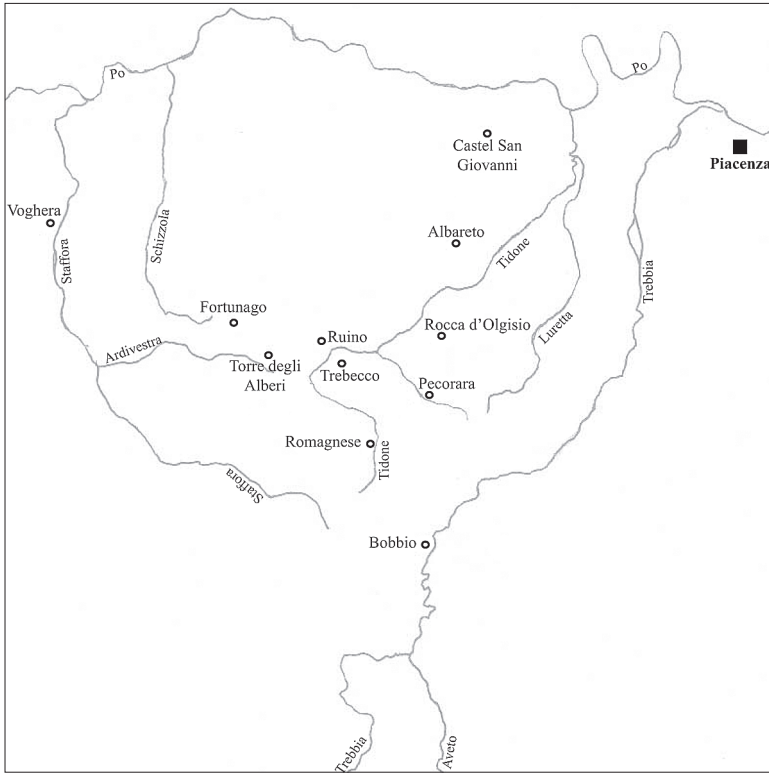 Po
Po
Castel San
Giovanni
Piacenza
Voghera
Schizzola
Staffora
Albareto
Tidone
Trebbia
Fortunago
Ruino
Rocca d'Olgisio
Luretta
Ardivestra
Torre degli
Alberi
Trebecco
Pecorara
Romagnese
Tidone
Staffora
Bobbio
Trebbia
Aveto